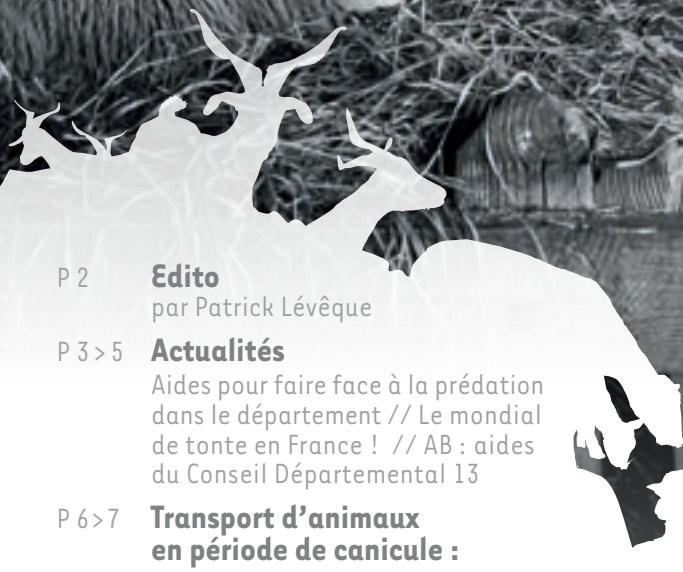 P 2 Edito
par Patrick Lévêque
P 3 > 5 Actualités
Aides pour faire face à la prédation
dans le département // Le mondial
de tonte en France ! // AB : aides
du Conseil Départemental 13
P 6 > 7 Transport d’animaux
en période de canicule :